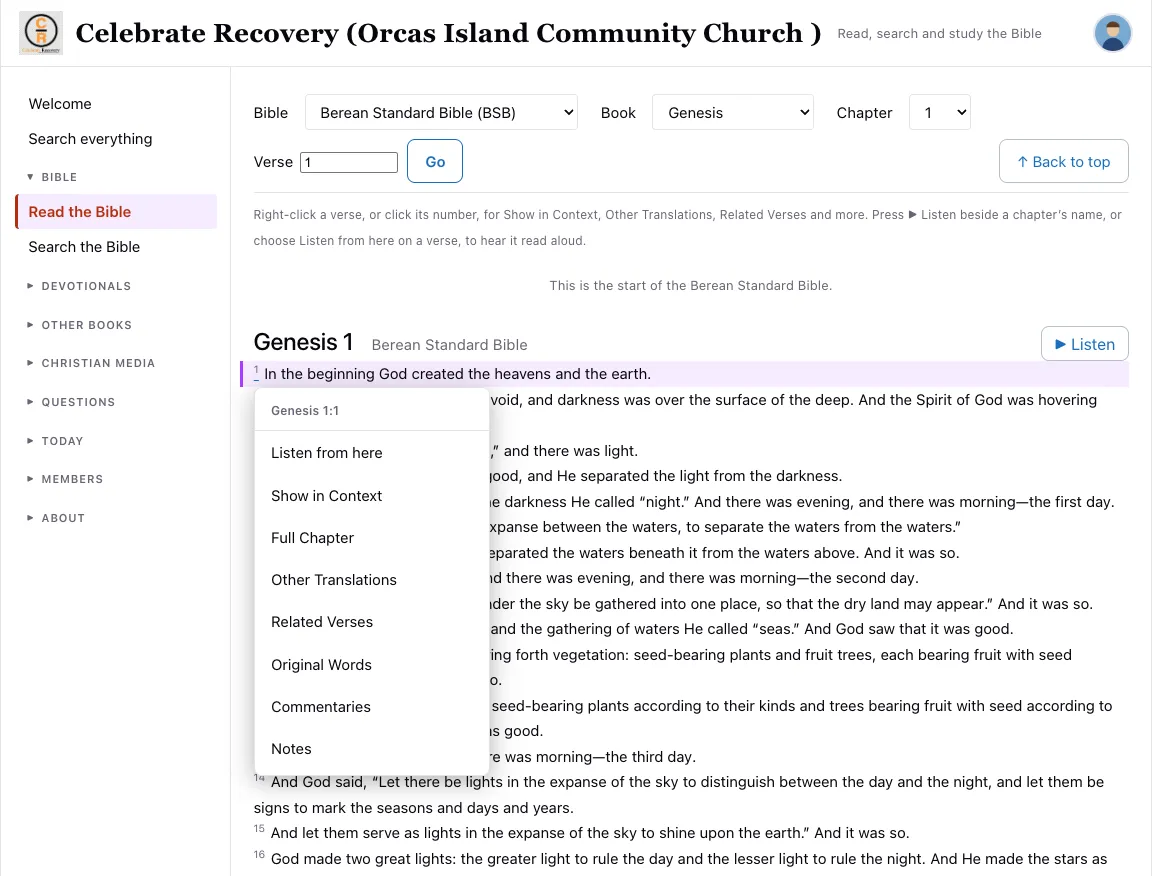 Celebrate Recovery (Orcas Island Community Church )
Read, search and study the Bible
Welcome
Search everything
▼ BIBLE
Read the Bible
Search the Bible
► DEVOTIONALS
► OTHER BOOKS
► CHRISTIAN MEDIA
► QUESTIONS
► TODAY
► MEMBERS
► ABOUT
Bible Berean Standard Bible (BSB) Book Genesis Chapter 1
Verse 1 Go ↑ Back to top
Right-click a verse, or click its number, for Show in Context, Other Translations, Related Verses and more. Press ► Listen beside a chapter's name, or
choose Listen from here on a verse, to hear it read aloud.
This is the start of the Berean Standard Bible.
Genesis 1 Berean Standard Bible ► Listen
1 In the beginning God created the heavens and the earth.
Genesis 1:1
Listen from here
Show in Context
Full Chapter
Other Translations
Related Verses
Original Words
Commentaries
Notes
void, and darkness was over the surface of the deep. And the Spirit of God was hovering
,” and there was light.
good, and He separated the light from the darkness.
darkness He called “night.” And there was evening, and there was morning—the first day.
expanse between the waters, to separate the waters from the waters.”
separated the waters beneath it from the waters above. And it was so.
there was evening, and there was morning—the second day.
under the sky be gathered into one place, so that the dry land may appear.” And it was so.
and the gathering of waters He called “seas.” And God saw that it was good.
forth vegetation: seed-bearing plants and fruit trees, each bearing fruit with seed
seed-bearing plants according to their kinds and trees bearing fruit with seed according to
good.
was morning—the third day.
14 And God said, “Let there be lights in the expanse of the sky to distinguish between the day and the night, and let them be
signs to mark the seasons and days and years.
15 And let them serve as lights in the expanse of the sky to shine upon the earth.” And it was so.
16 God made two great lights: the greater light to rule the day and the lesser light to rule the night. And He made the stars as